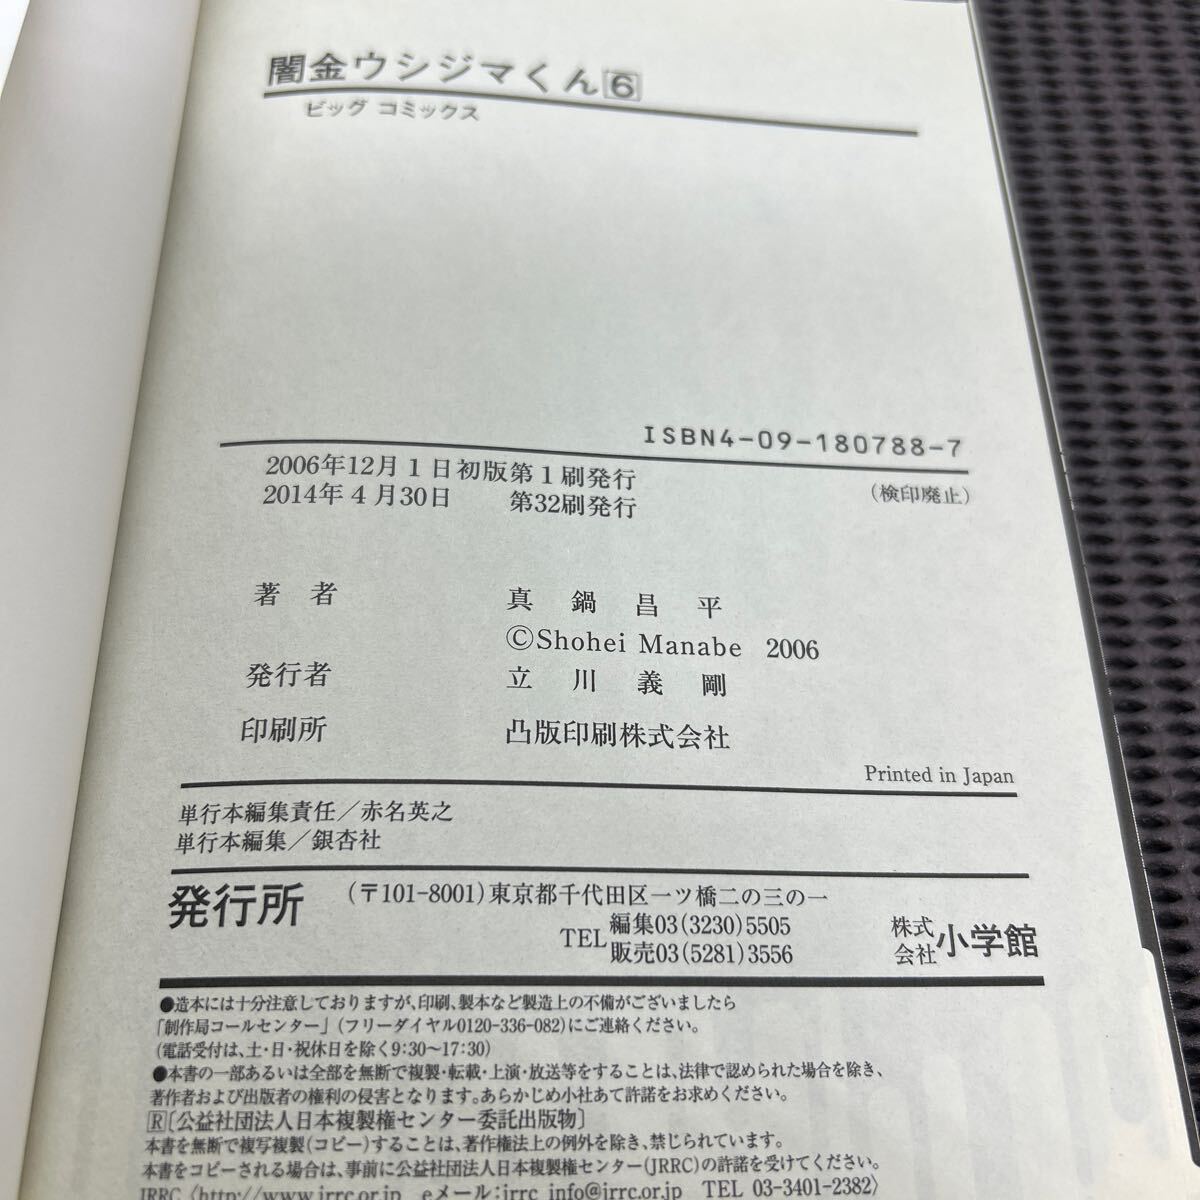 闇金ウシジマくん6
ビッグ コミックス
ISBN4-09-180788-7
2006年12月1日初版第1刷発行
(検印廃止)
2014年4月30日 第32刷発行
著者 真鍋昌平
©Shohei Manabe 2006
発行者 立川義剛
印刷所 凸版印刷株式会社
Printed in Japan
単行本編集責任/赤名英之
単行本編集/銀杏社
発行所 (〒101-8001)東京都千代田区一ツ橋二の三の一
TEL 編集03(3230)5505
販売03(5281)3556
株式会社 小学館
●造本には十分注意しておりますが、印刷、製本など製造上の不備がございましたら
「制作局コールセンター」(フリーダイヤル0120-336-082)にご連絡ください。
(電話受付は、土・日・祝休日を除く9:30〜17:30)
●本書の一部あるいは全部を無断で複製・転載・上演・放送等をすることは、法律で認められた場合を除き、
著作者および出版者の権利の侵害となります。あらかじめ小社あて許諾をお求めください。
R[公益社団法人日本複製権センター委託出版物]
本書を無断で複写複製(コピー)することは、著作権法上の例外を除き、禁じられています。
本書をコピーされる場合は、事前に公益社団法人日本複製権センター(JRRC)の許諾を受けてください。
JRRC〈http://www.jrrc.or.jp eメール:jrrc_info@jrrc.or.jp TEL 03-3401-2382〉